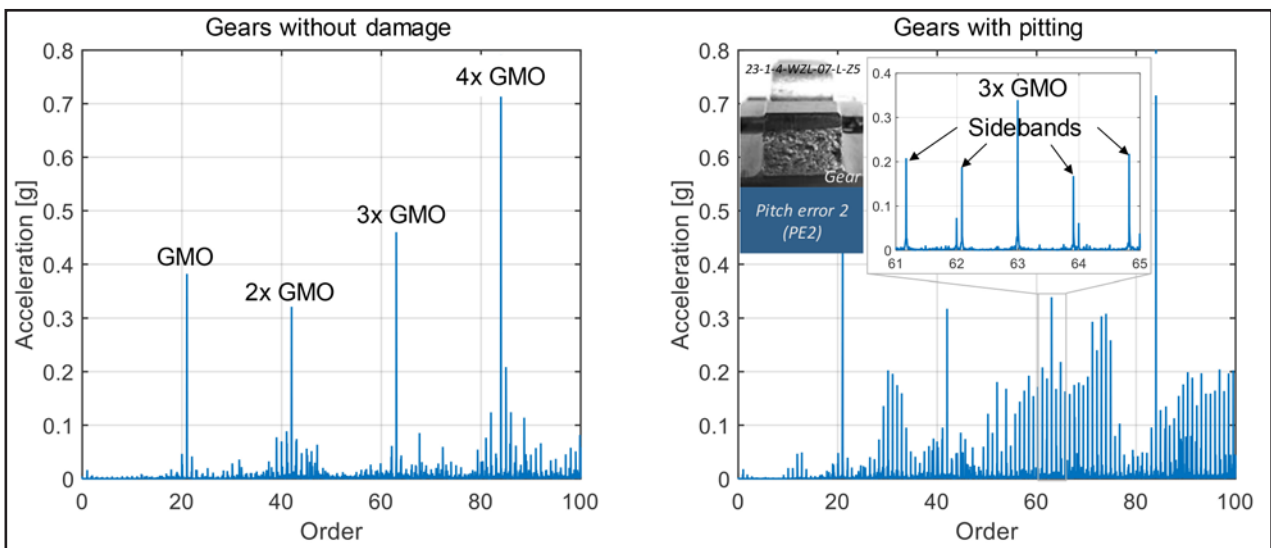 Gears without damage
0.8
0.7
0.6
0.5
0.4
0.3
0.2
0.1
0
Acceleration [g]
GMO
2x GMO
3x GMO
4x GMO
0 20 40 60 80 100
Order
Gears with pitting
0.8
0.7
0.6
0.5
0.4
0.3
0.2
0.1
0
Acceleration [g]
23-1-4-WZL-07-L-Z5
Gear
Pitch error 2
(PE2)
0.4
0.3
0.2
0.1
0
3x GMO
Sidebands
61 62 63 64 65
0 20 40 60 80 100
Order